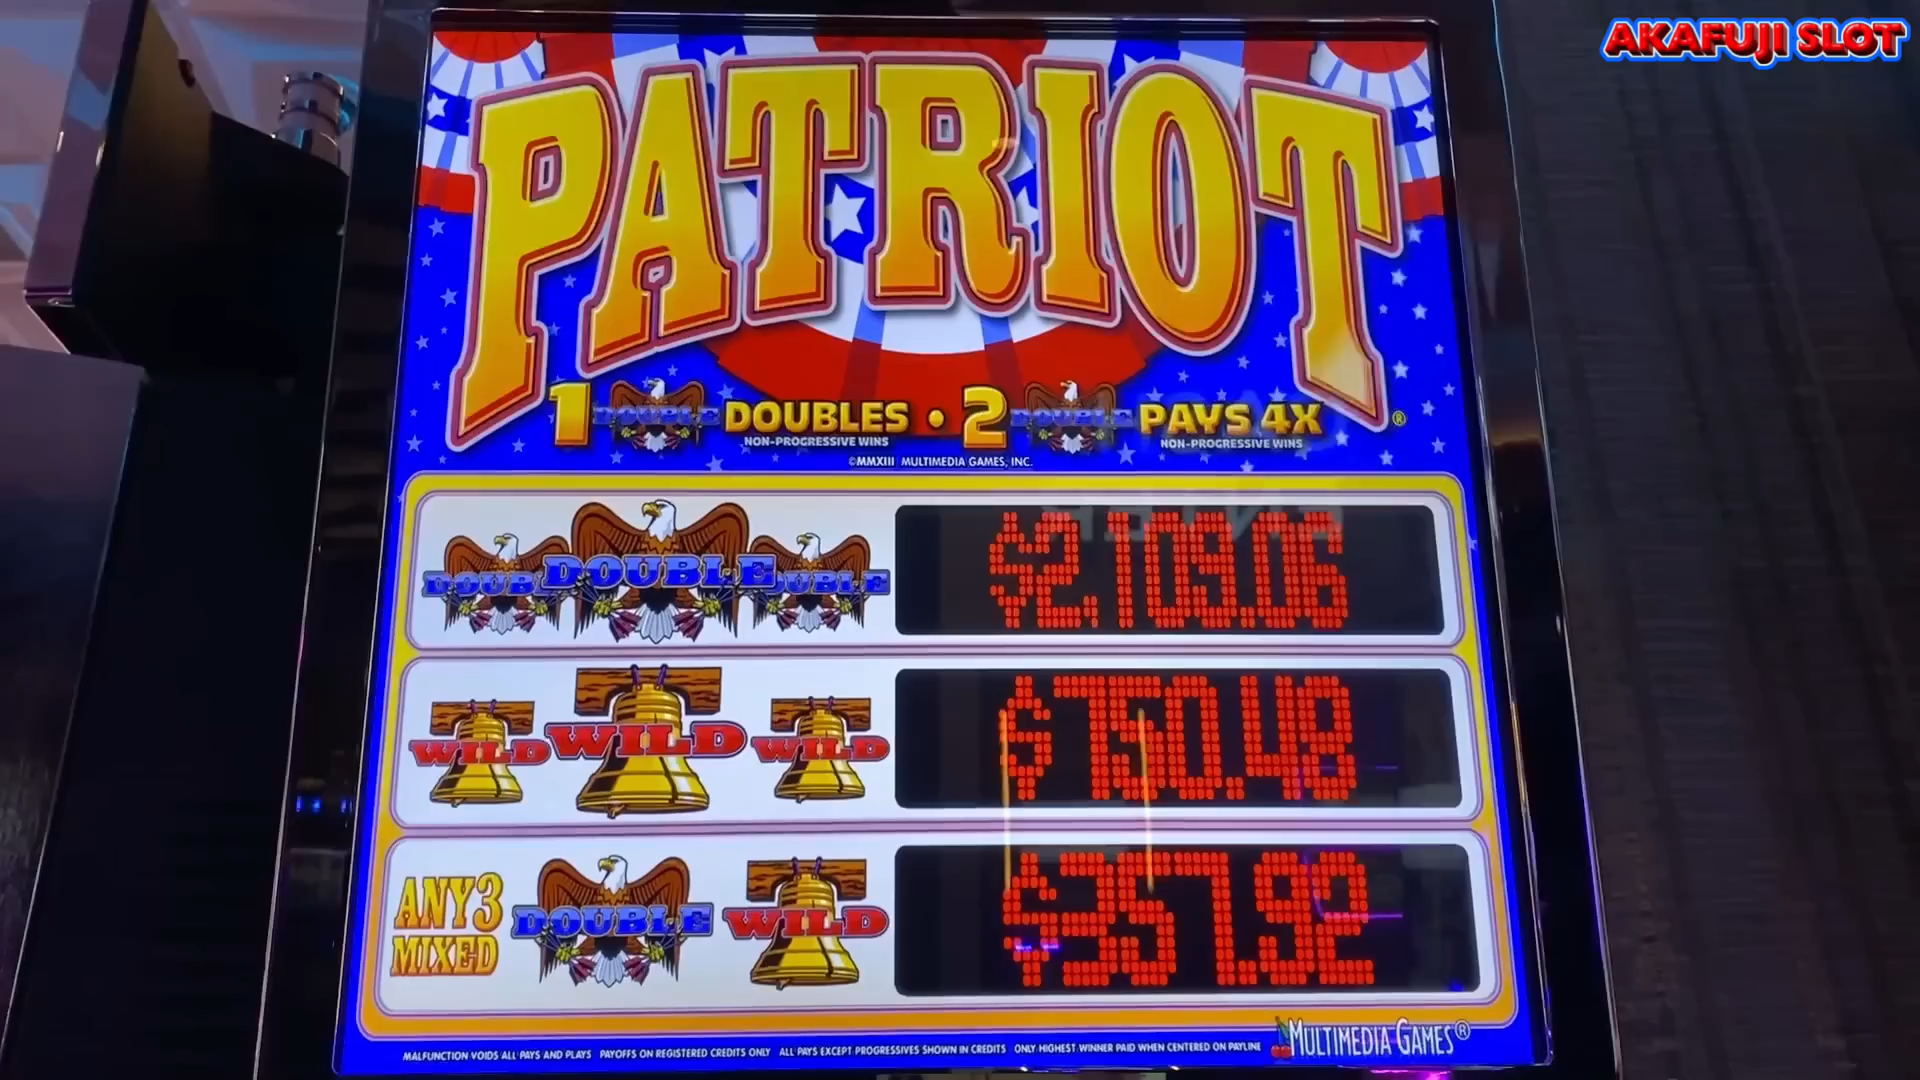 AKAFUJI SLOT
PATRIOT®
1 DOUBLE DOUBLES • 2 DOUBLE PAYS 4X
NON-PROGRESSIVE WINS NON-PROGRESSIVE WINS
©MMXIII MULTIMEDIA GAMES, INC.
DOUBLE DOUBLE $2,109.06
WILD WILD WILD $750.48
ANY 3 MIXED DOUBLE WILD $357.92
MULTIMEDIA GAMES®
MALFUNCTION VOIDS ALL PAYS AND PLAYS PAYOFFS ON REGISTERED CREDITS ONLY ALL PAYS EXCEPT PROGRESSIVES SHOWN IN CREDITS ONLY HIGHEST WINNER PAID WHEN CENTERED ON PAYLINE